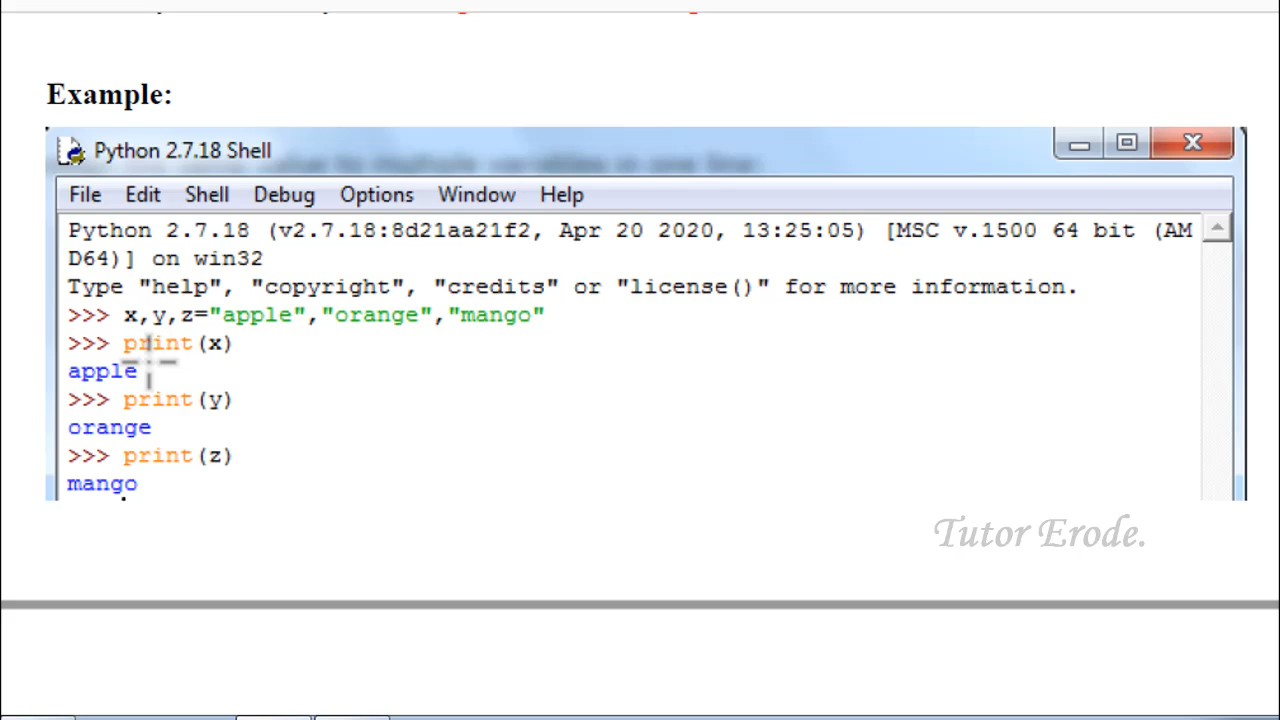 Example:
Python 2.7.18 Shell
File Edit Shell Debug Options Window Help
Python 2.7.18 (v2.7.18:8d21aa21f2, Apr 20 2020, 13:25:05) [MSC v.1500 64 bit (AM
D64)] on win32
Type "help", "copyright", "credits" or "license()" for more information.
>>> x,y,z="apple","orange","mango"
>>> print(x)
apple
>>> print(y)
orange
>>> print(z)
mango
Tutor Erode.